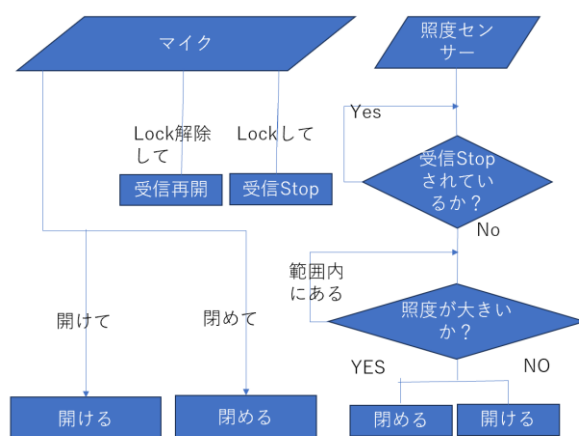 マイク
照度セン
サー
Yes
Lock解除
して
Lockして
受信再開
受信Stop
受信Stop
されてい
るか？
No
範囲内
にある
開けて
閉めて
照度が大きい
か？
YES
NO
開ける
閉める
閉める
開ける